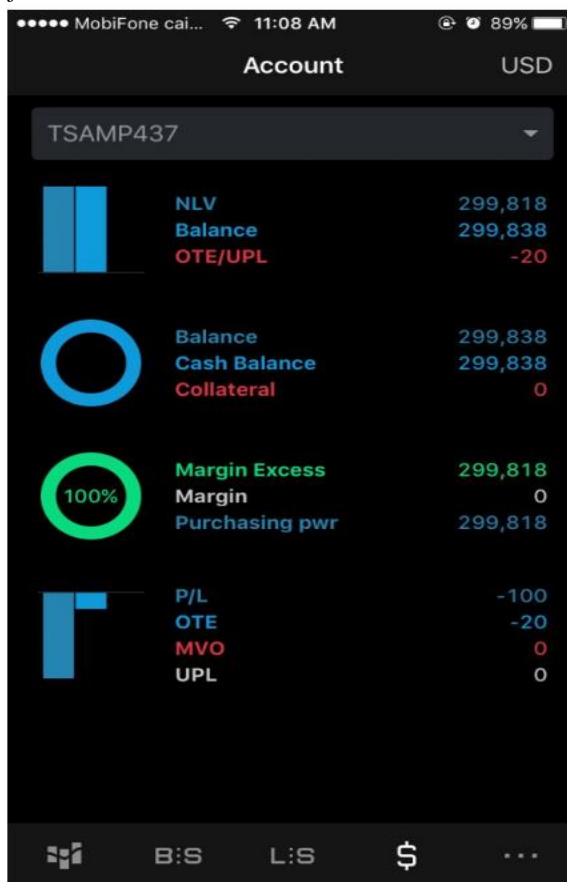 MobiFone cai... 11:08 AM 89%
Account USD
TSAMP437
NLV 299,818
Balance 299,838
OTE/UPL -20
Balance 299,838
Cash Balance 299,838
Collateral 0
100%
Margin Excess 299,818
Margin 0
Purchasing pwr 299,818
P/L -100
OTE -20
MVO 0
UPL 0
B:S L:S $ ...